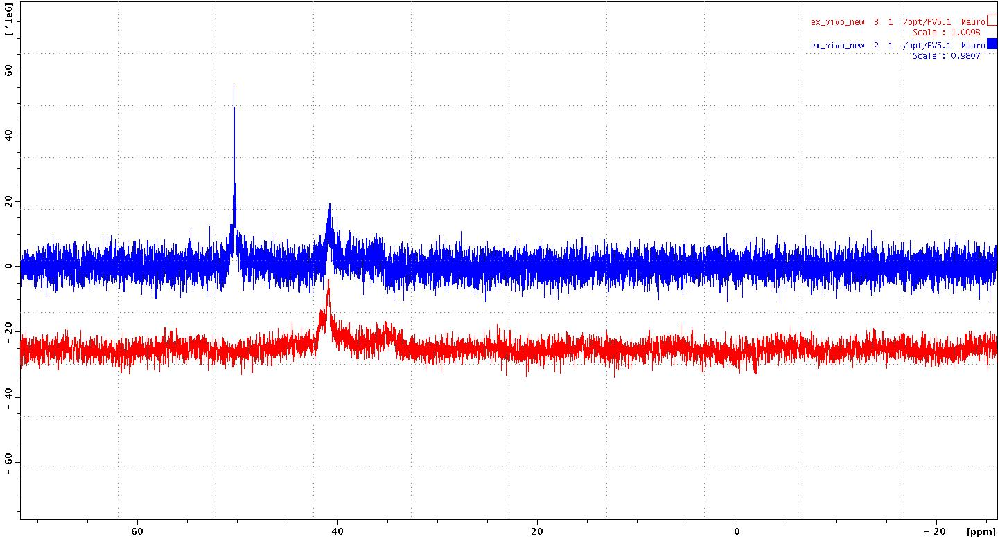 [ *1e6]
ex_vivo_new 3 1 /opt/PV5.1 Mauro
Scale : 1.0098
ex_vivo_new 2 1 /opt/PV5.1 Mauro
Scale : 0.9807
60
40
20
0
- 20
- 40
- 60
60 40 20 0 - 20 [ppm]